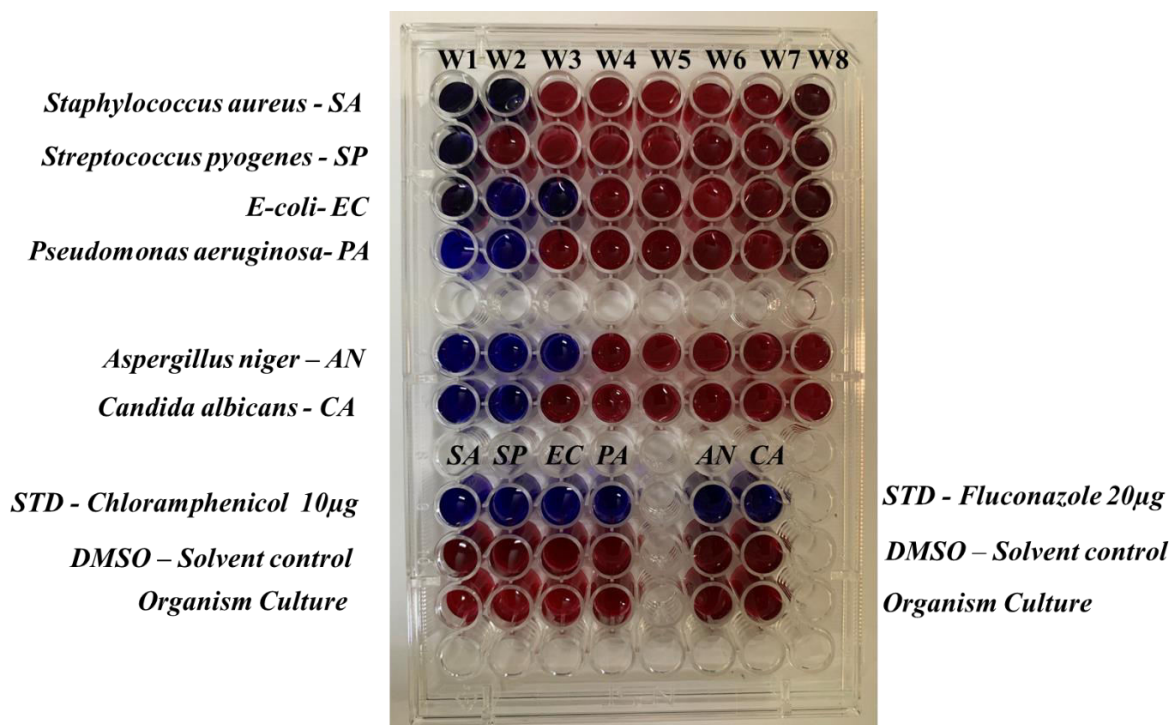 W1 W2 W3 W4 W5 W6 W7 W8
Staphylococcus aureus - SA
Streptococcus pyogenes - SP
E-coli- EC
Pseudomonas aeruginosa- PA
Aspergillus niger – AN
Candida albicans - CA
SA SP EC PA AN CA
STD - Chloramphenicol 10µg
STD - Fluconazole 20µg
DMSO – Solvent control
DMSO – Solvent control
Organism Culture
Organism Culture